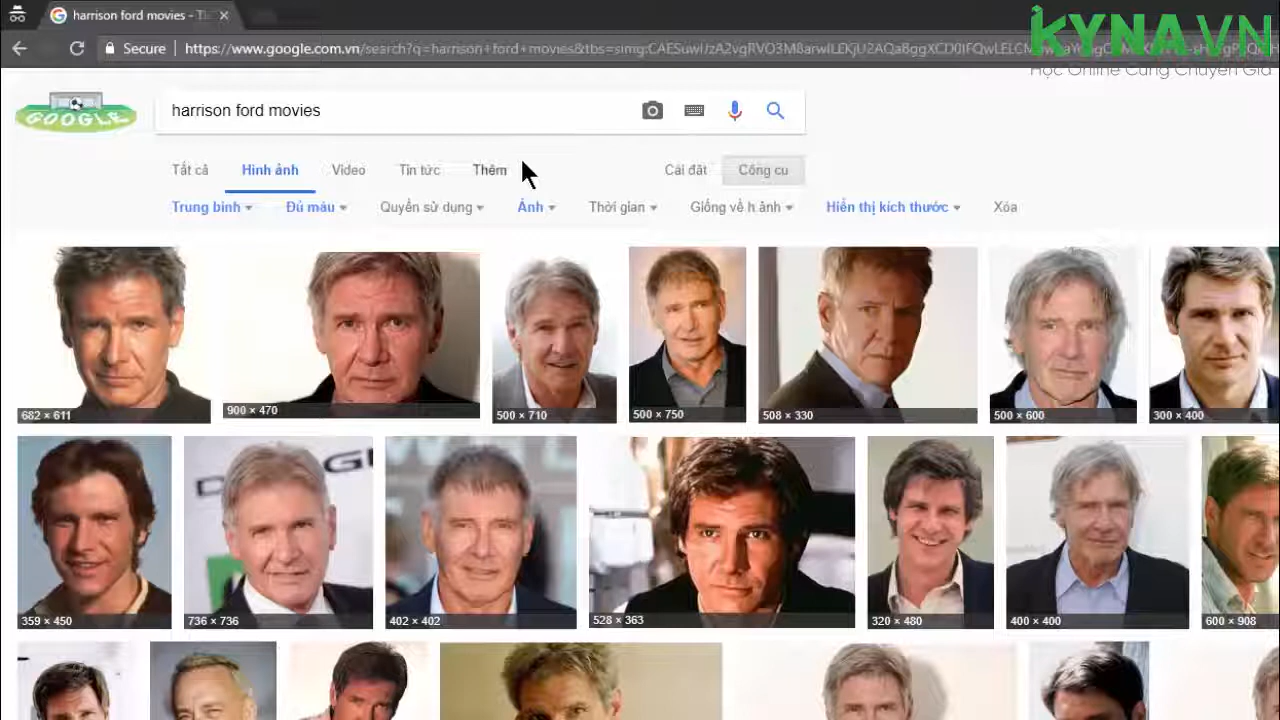 harrison ford movies - Tì
KYNA.VN
Học Online Cùng Chuyên Gia
Secure
https://www.google.com.vn/search?q=harrison+ford+movies&tbs=simg:
GOOGLE
harrison ford movies
Tất cả Hình ảnh Video Tin tức Thêm Cài đặt Công cụ
Trung bình Đủ màu Quyền sử dụng Ảnh Thời gian Giống về h.ảnh Hiển thị kích thước Xóa
682 × 611
900 × 470
500 × 710
500 × 750
508 × 330
500 × 600
300 × 400
359 × 450
736 × 736
402 × 402
528 × 363
320 × 480
400 × 400
600 × 908